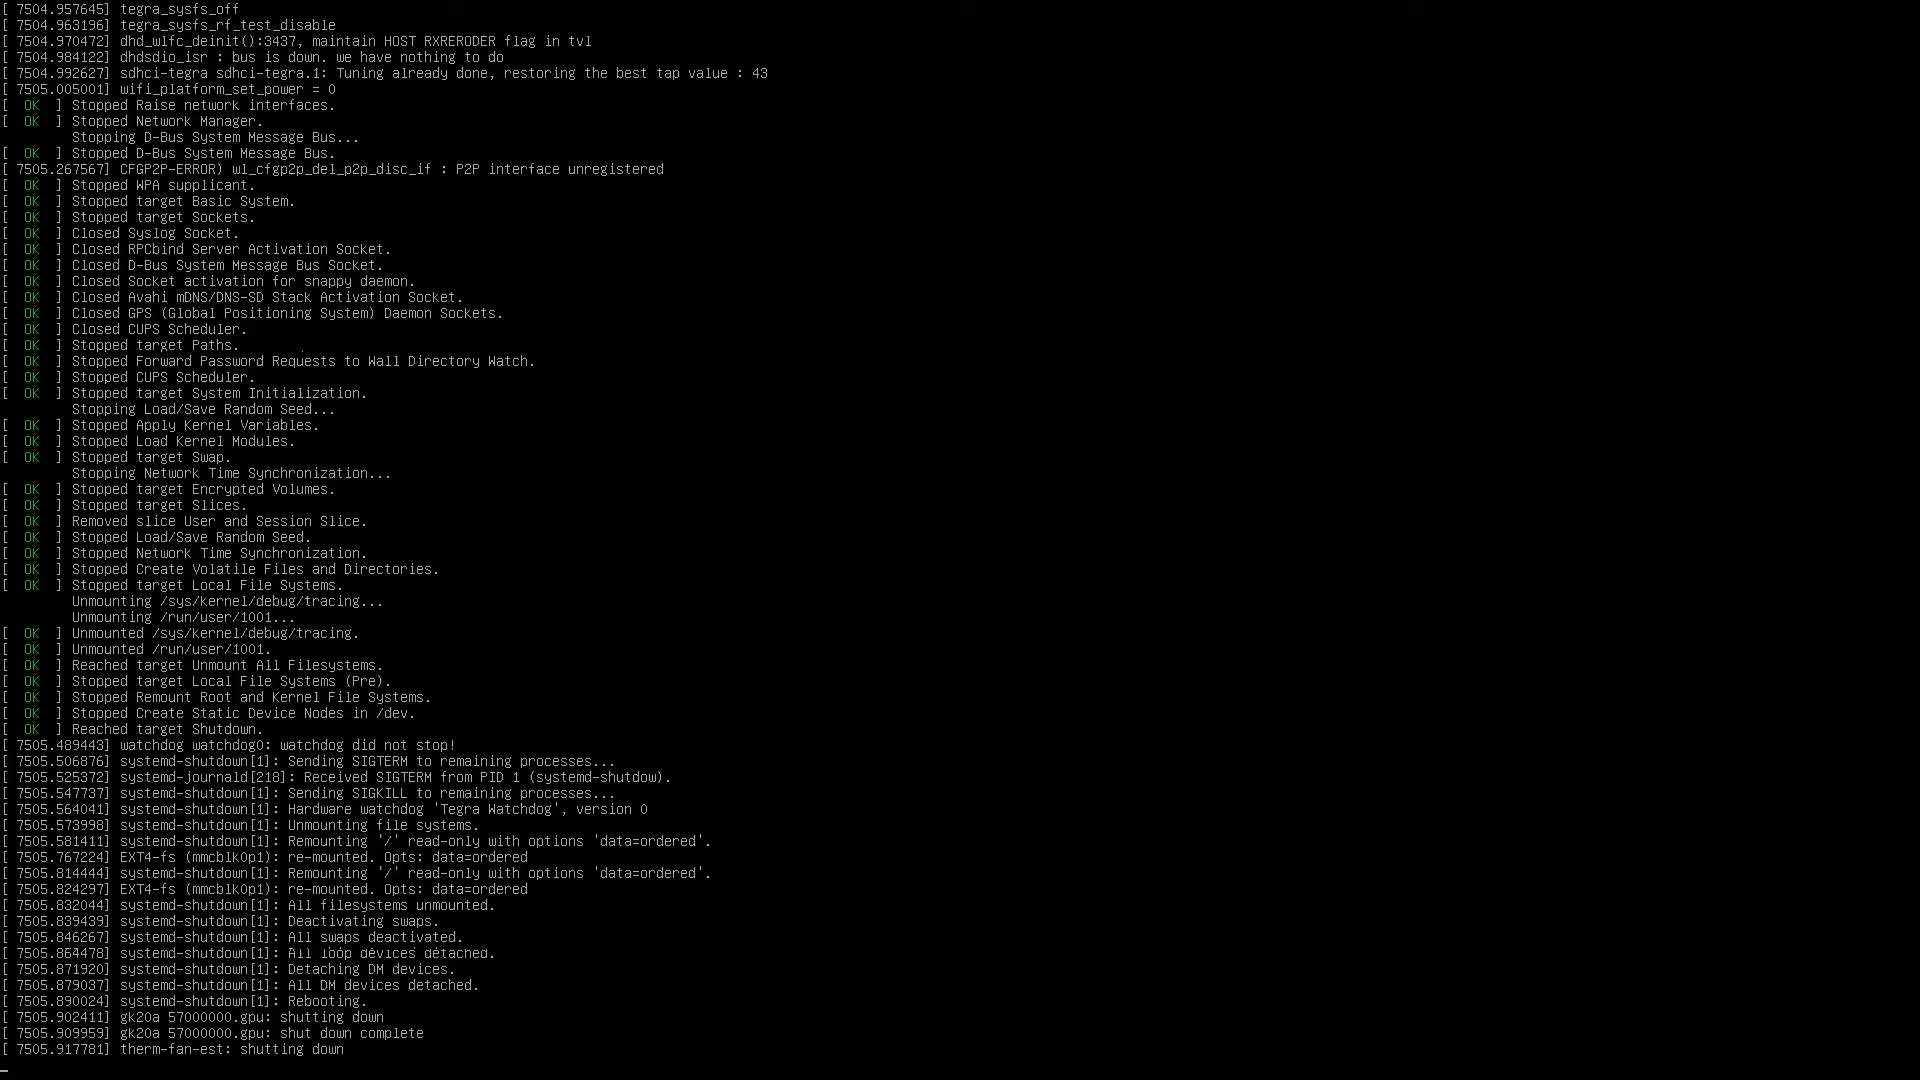 [ 7504.957645] tegra_sysfs_off
[ 7504.963196] tegra_sysfs_rf_test_disable
[ 7504.970472] dhd_wlfc_deinit():3437, maintain HOST RXRERODER flag in tvl
[ 7504.984122] dhdsdio_isr : bus is down. we have nothing to do
[ 7504.992627] sdhci-tegra sdhci-tegra.1: Tuning already done, restoring the best tap value : 43
[ 7505.005001] wifi_platform_set_power = 0
[  OK  ] Stopped Raise network interfaces.
[  OK  ] Stopped Network Manager.
         Stopping D-Bus System Message Bus...
[  OK  ] Stopped D-Bus System Message Bus.
[ 7505.267567] CFGP2P-ERROR) wl_cfgp2p_del_p2p_disc_if : P2P interface unregistered
[  OK  ] Stopped WPA supplicant.
[  OK  ] Stopped target Basic System.
[  OK  ] Stopped target Sockets.
[  OK  ] Closed Syslog Socket.
[  OK  ] Closed RPCbind Server Activation Socket.
[  OK  ] Closed D-Bus System Message Bus Socket.
[  OK  ] Closed Socket activation for snappy daemon.
[  OK  ] Closed Avahi mDNS/DNS-SD Stack Activation Socket.
[  OK  ] Closed GPS (Global Positioning System) Daemon Sockets.
[  OK  ] Closed CUPS Scheduler.
[  OK  ] Stopped target Paths.
[  OK  ] Stopped Forward Password Requests to Wall Directory Watch.
[  OK  ] Stopped CUPS Scheduler.
[  OK  ] Stopped target System Initialization.
         Stopping Load/Save Random Seed...
[  OK  ] Stopped Apply Kernel Variables.
[  OK  ] Stopped Load Kernel Modules.
[  OK  ] Stopped target Swap.
         Stopping Network Time Synchronization...
[  OK  ] Stopped target Encrypted Volumes.
[  OK  ] Stopped target Slices.
[  OK  ] Removed slice User and Session Slice.
[  OK  ] Stopped Load/Save Random Seed.
[  OK  ] Stopped Network Time Synchronization.
[  OK  ] Stopped Create Volatile Files and Directories.
[  OK  ] Stopped target Local File Systems.
         Unmounting /sys/kernel/debug/tracing...
         Unmounting /run/user/1001...
[  OK  ] Unmounted /sys/kernel/debug/tracing.
[  OK  ] Unmounted /run/user/1001.
[  OK  ] Reached target Unmount All Filesystems.
[  OK  ] Stopped target Local File Systems (Pre).
[  OK  ] Stopped Remount Root and Kernel File Systems.
[  OK  ] Stopped Create Static Device Nodes in /dev.
[  OK  ] Reached target Shutdown.
[ 7505.489443] watchdog watchdog0: watchdog did not stop!
[ 7505.506876] systemd-shutdown[1]: Sending SIGTERM to remaining processes...
[ 7505.525372] systemd-journald[218]: Received SIGTERM from PID 1 (systemd-shutdow).
[ 7505.547737] systemd-shutdown[1]: Sending SIGKILL to remaining processes...
[ 7505.564041] systemd-shutdown[1]: Hardware watchdog 'Tegra Watchdog', version 0
[ 7505.573998] systemd-shutdown[1]: Unmounting file systems.
[ 7505.581411] systemd-shutdown[1]: Remounting '/' read-only with options 'data=ordered'.
[ 7505.767224] EXT4-fs (mmcblk0p1): re-mounted. Opts: data=ordered
[ 7505.814444] systemd-shutdown[1]: Remounting '/' read-only with options 'data=ordered'.
[ 7505.824297] EXT4-fs (mmcblk0p1): re-mounted. Opts: data=ordered
[ 7505.832044] systemd-shutdown[1]: All filesystems unmounted.
[ 7505.839439] systemd-shutdown[1]: Deactivating swaps.
[ 7505.846267] systemd-shutdown[1]: All swaps deactivated.
[ 7505.864478] systemd-shutdown[1]: All loop devices detached.
[ 7505.871920] systemd-shutdown[1]: Detaching DM devices.
[ 7505.879037] systemd-shutdown[1]: All DM devices detached.
[ 7505.890024] systemd-shutdown[1]: Rebooting.
[ 7505.902411] gk20a 57000000.gpu: shutting down
[ 7505.909959] gk20a 57000000.gpu: shut down complete
[ 7505.917781] therm-fan-est: shutting down